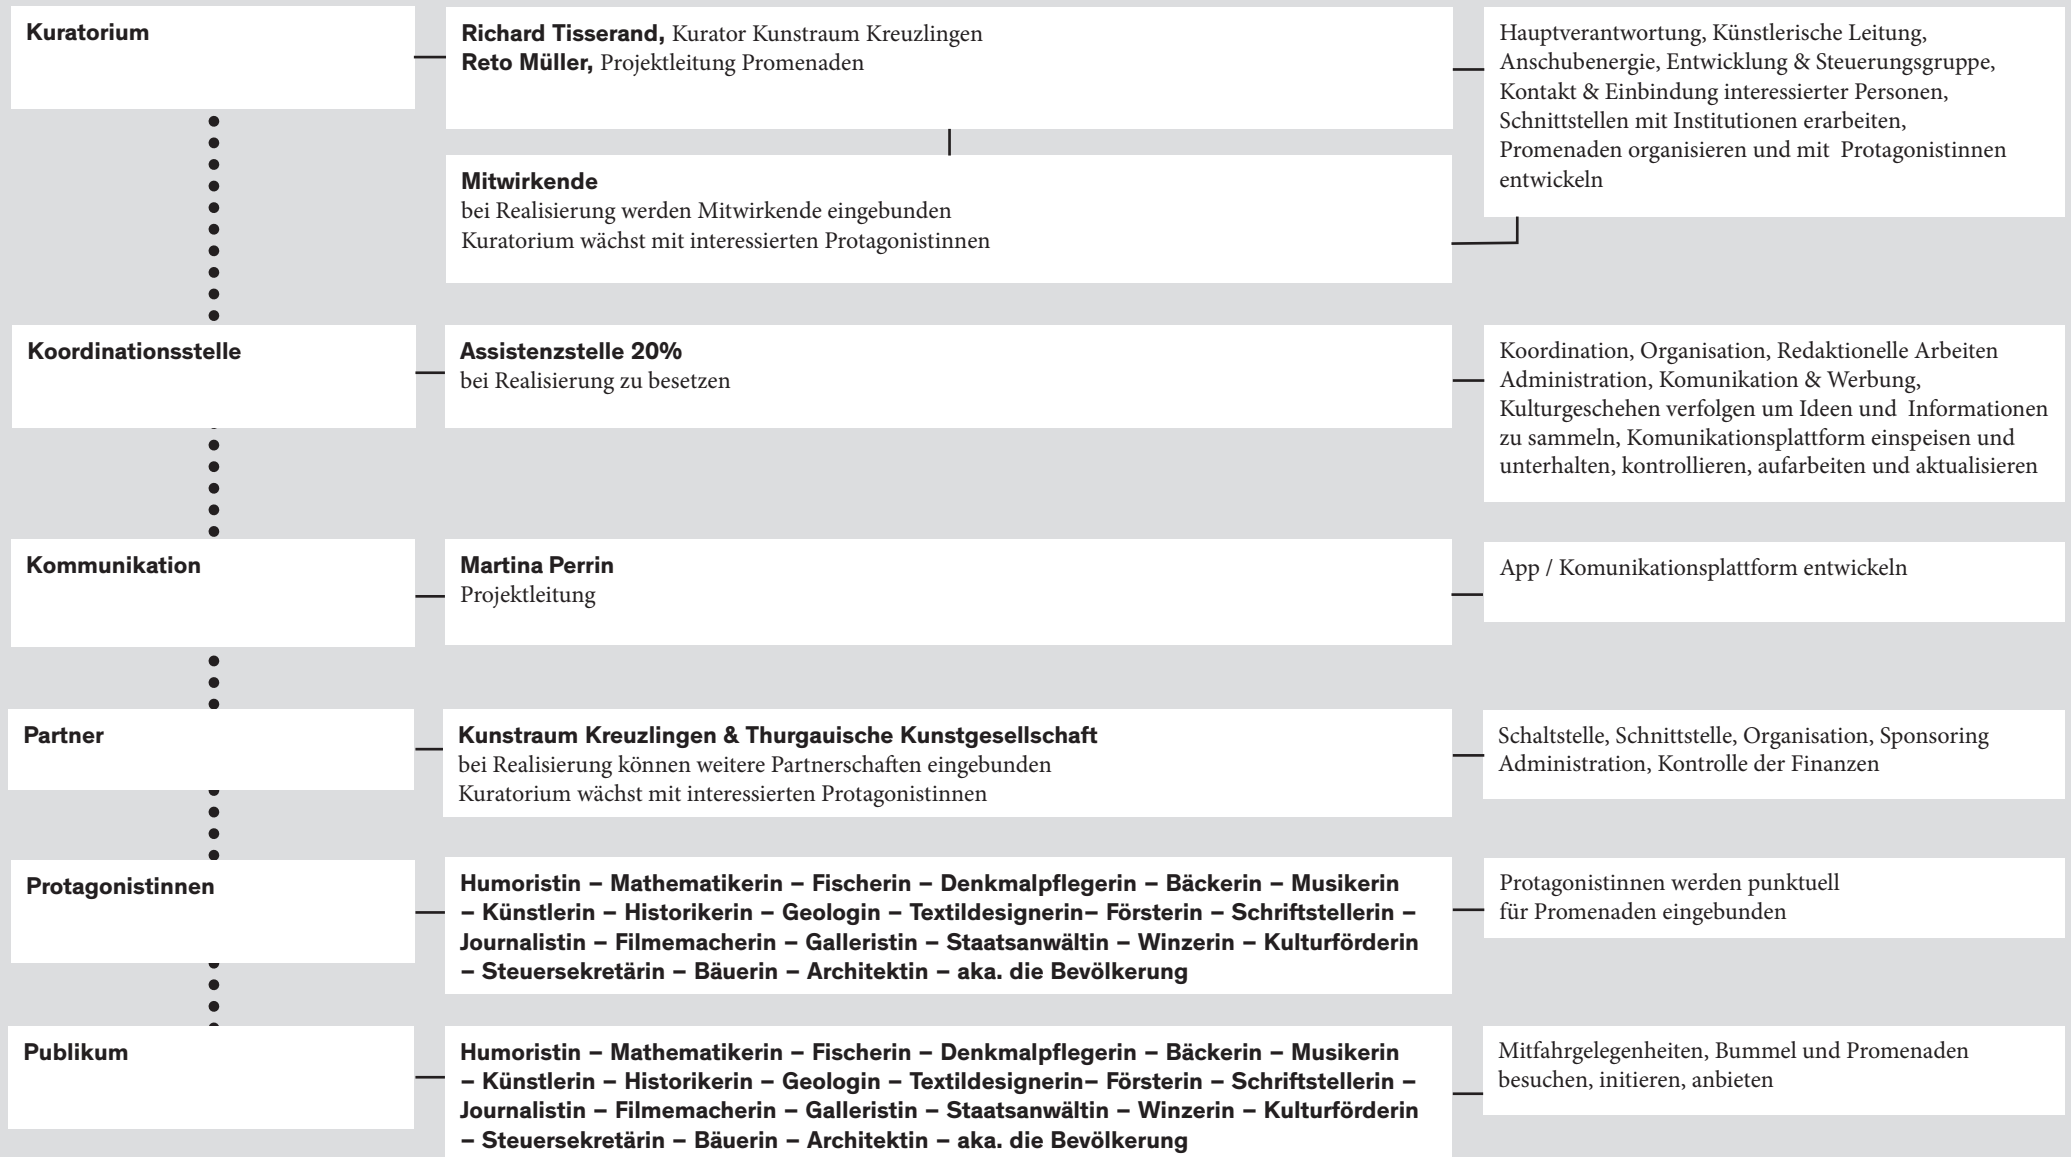 Kuratorium
Richard Tisserand, Kurator Kunstraum Kreuzlingen
Reto Müller, Projektleitung Promenaden
Hauptverantwortung, Künstlerische Leitung,
Anschubenergie, Entwicklung & Steuerungsgruppe,
Kontakt & Einbindung interessierter Personen,
Schnittstellen mit Institutionen erarbeiten,
Promenaden organisieren und mit Protagonistinnen
entwickeln
Mitwirkende
bei Realisierung werden Mitwirkende eingebunden
Kuratorium wächst mit interessierten Protagonistinnen
Koordinationsstelle
Assistenzstelle 20%
bei Realisierung zu besetzen
Koordination, Organisation, Redaktionelle Arbeiten
Administration, Komunikation & Werbung,
Kulturgeschehen verfolgen um Ideen und Informationen
zu sammeln, Komunikationsplattform einspeisen und
unterhalten, kontrollieren, aufarbeiten und aktualisieren
Kommunikation
Martina Perrin
Projektleitung
App / Komunikationsplattform entwickeln
Partner
Kunstraum Kreuzlingen & Thurgauische Kunstgesellschaft
bei Realisierung können weitere Partnerschaften eingebunden
Kuratorium wächst mit interessierten Protagonistinnen
Schaltstelle, Schnittstelle, Organisation, Sponsoring
Administration, Kontrolle der Finanzen
Protagonistinnen
Humoristin – Mathematikerin – Fischerin – Denkmalpflegerin – Bäckerin – Musikerin
– Künstlerin – Historikerin – Geologin – Textildesignerin– Försterin – Schriftstellerin –
Journalistin – Filmemacherin – Galleristin – Staatsanwältin – Winzerin – Kulturförderin
– Steuersekretärin – Bäuerin – Architektin – aka. die Bevölkerung
Protagonistinnen werden punktuell
für Promenaden eingebunden
Publikum
Humoristin – Mathematikerin – Fischerin – Denkmalpflegerin – Bäckerin – Musikerin
– Künstlerin – Historikerin – Geologin – Textildesignerin– Försterin – Schriftstellerin –
Journalistin – Filmemacherin – Galleristin – Staatsanwältin – Winzerin – Kulturförderin
– Steuersekretärin – Bäuerin – Architektin – aka. die Bevölkerung
Mitfahrgelegenheiten, Bummel und Promenaden
besuchen, initieren, anbieten